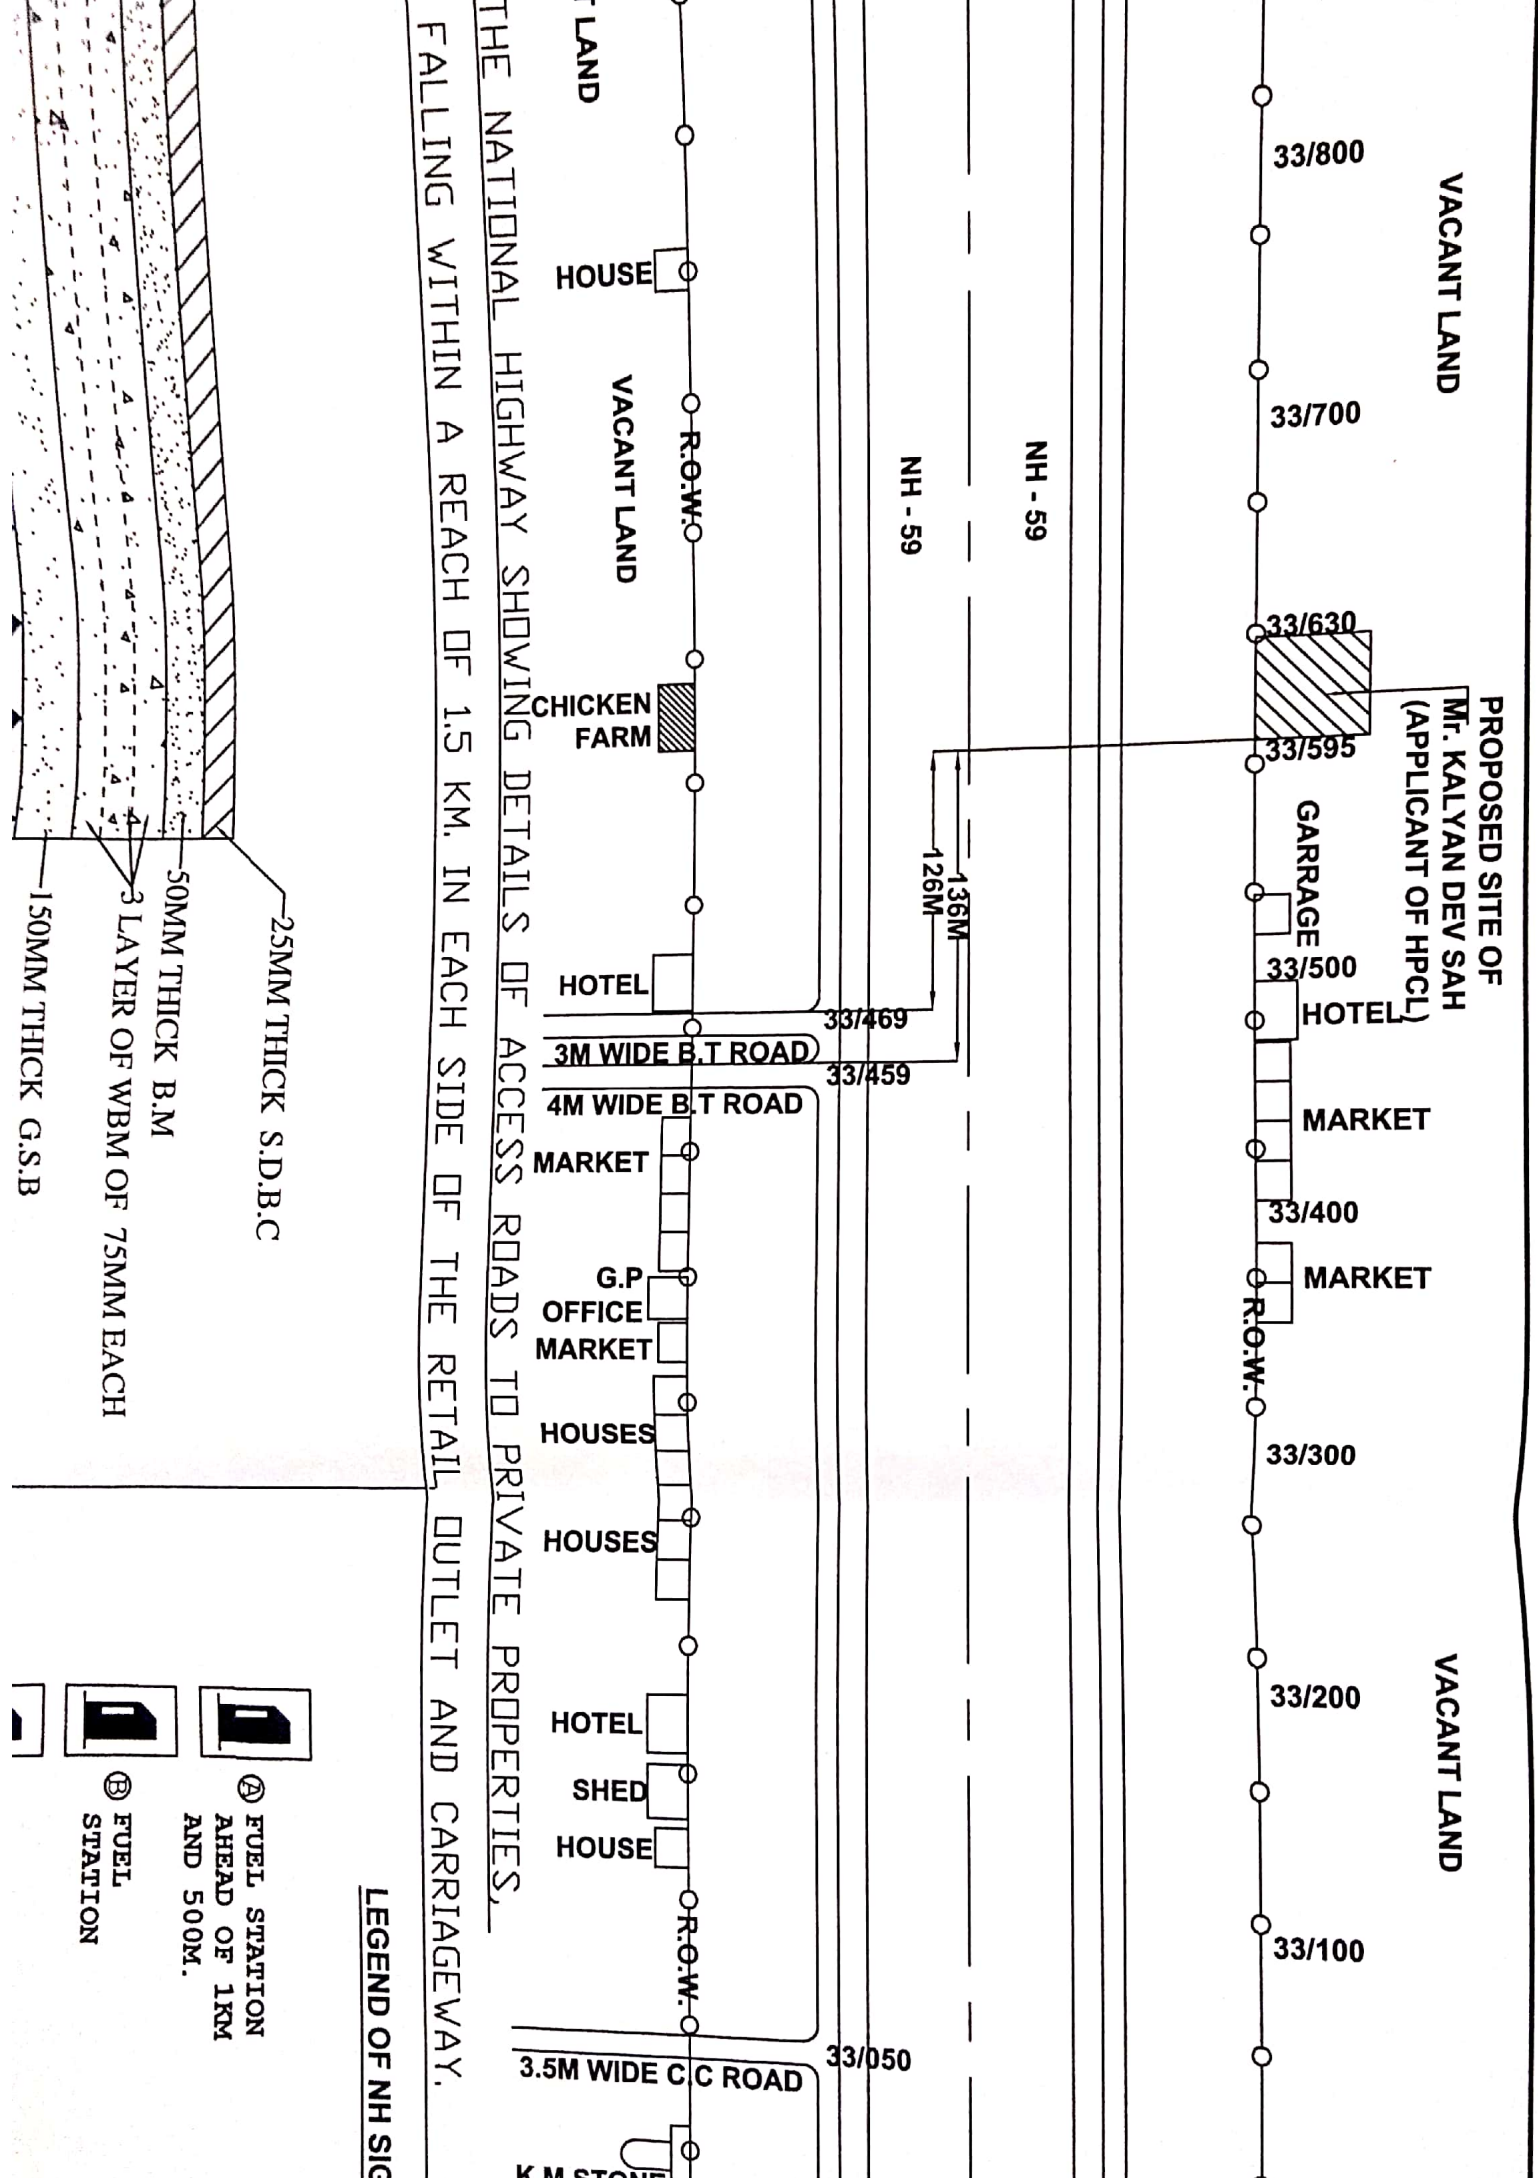 33/800
VACANT LAND
33/700
33/630
PROPOSED SITE OF
Mr. KALYAN DEV SAH
(APPLICANT OF HPCL)
33/595
GARRAGE
33/500
HOTEL
MARKET
33/400
MARKET
R.O.W.
33/300
33/200
VACANT LAND
33/100
NH - 59
NH - 59
136M
126M
33/469
3M WIDE B.T ROAD
33/459
4M WIDE B.T ROAD
33/050
3.5M WIDE C.C ROAD
T LAND
HOUSE
R.O.W.
VACANT LAND
CHICKEN
FARM
HOTEL
MARKET
G.P
OFFICE
MARKET
HOUSES
HOUSES
HOTEL
SHED
HOUSE
R.O.W.
K.M STONE
THE NATIONAL HIGHWAY SHOWING DETAILS OF ACCESS ROADS TO PRIVATE PROPERTIES,
FALLING WITHIN A REACH OF 1.5 KM. IN EACH SIDE OF THE RETAIL OUTLET AND CARRIAGEWAY.
25MM THICK S.D.B.C
50MM THICK B.M
3 LAYER OF WBM OF 75MM EACH
150MM THICK G.S.B
LEGEND OF NH SIG
A FUEL STATION
AHEAD OF 1KM
AND 500M.
B FUEL
STATION